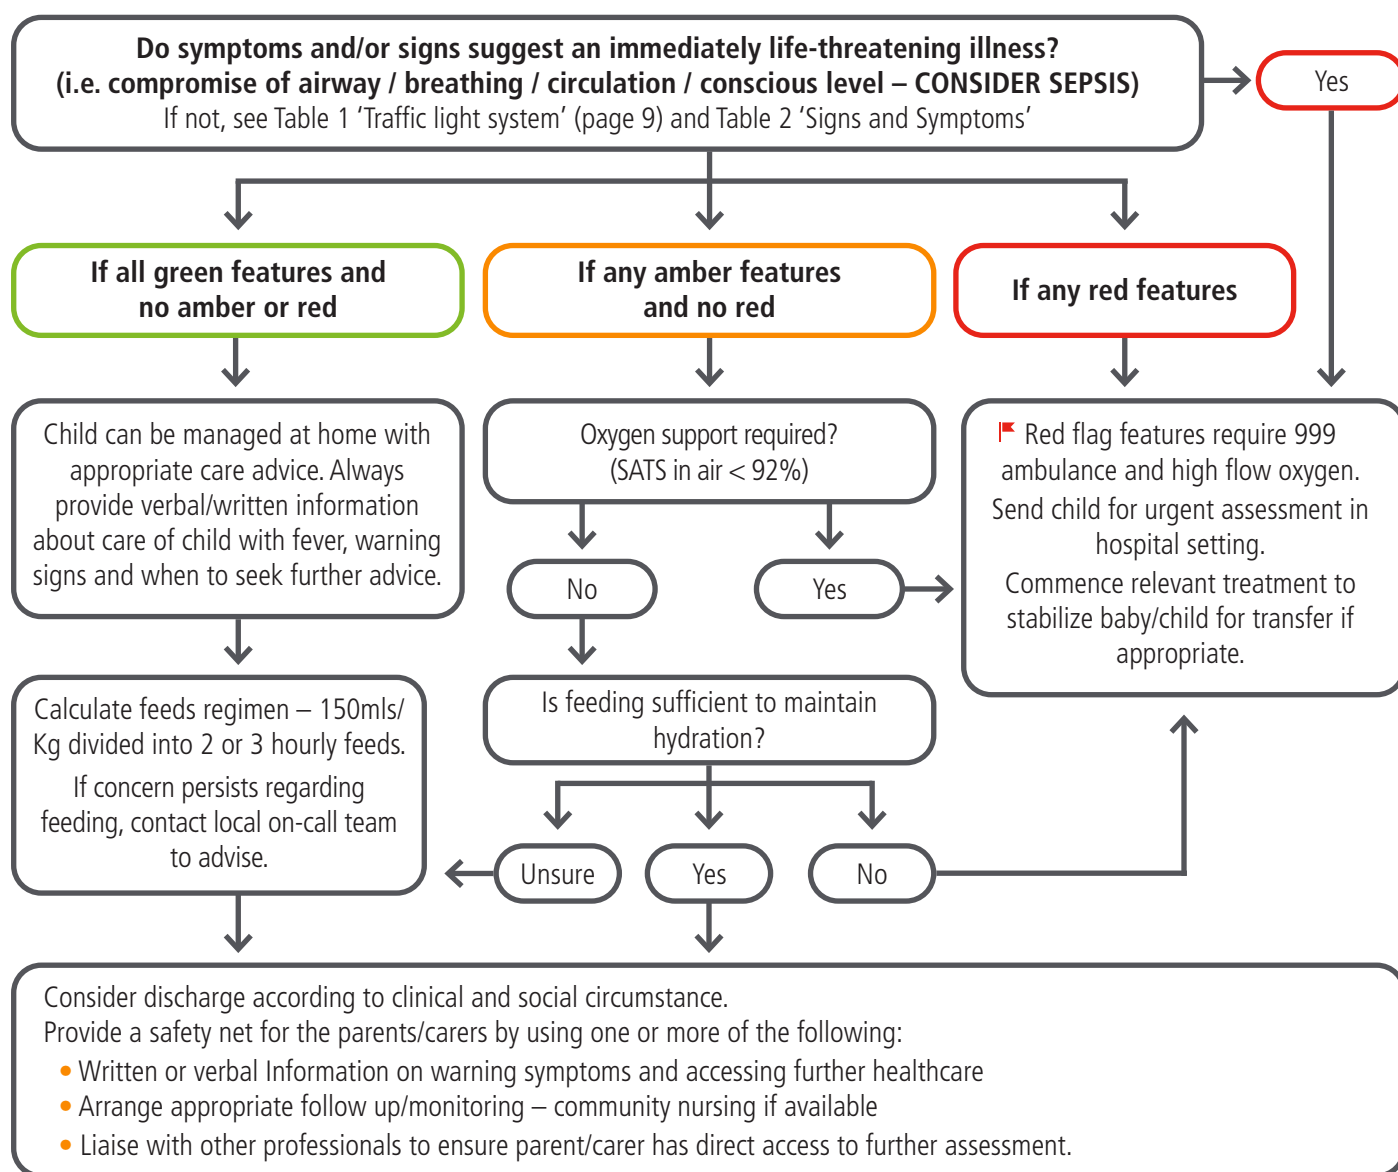 Do symptoms and/or signs suggest an immediately life-threatening illness?
(i.e. compromise of airway / breathing / circulation / conscious level – CONSIDER SEPSIS)
If not, see Table 1 ‘Traffic light system’ (page 9) and Table 2 ‘Signs and Symptoms’
Yes
If all green features and
no amber or red
If any amber features
and no red
If any red features
Child can be managed at home with
appropriate care advice. Always
provide verbal/written information
about care of child with fever, warning
signs and when to seek further advice.
Oxygen support required?
(SATS in air < 92%)
No
Yes
Red flag features require 999
ambulance and high flow oxygen.
Send child for urgent assessment in
hospital setting.
Commence relevant treatment to
stabilize baby/child for transfer if
appropriate.
Calculate feeds regimen – 150mls/
Kg divided into 2 or 3 hourly feeds.
If concern persists regarding
feeding, contact local on-call team
to advise.
Is feeding sufficient to maintain
hydration?
Unsure
Yes
No
Consider discharge according to clinical and social circumstance.
Provide a safety net for the parents/carers by using one or more of the following:
• Written or verbal Information on warning symptoms and accessing further healthcare
• Arrange appropriate follow up/monitoring – community nursing if available
• Liaise with other professionals to ensure parent/carer has direct access to further assessment.